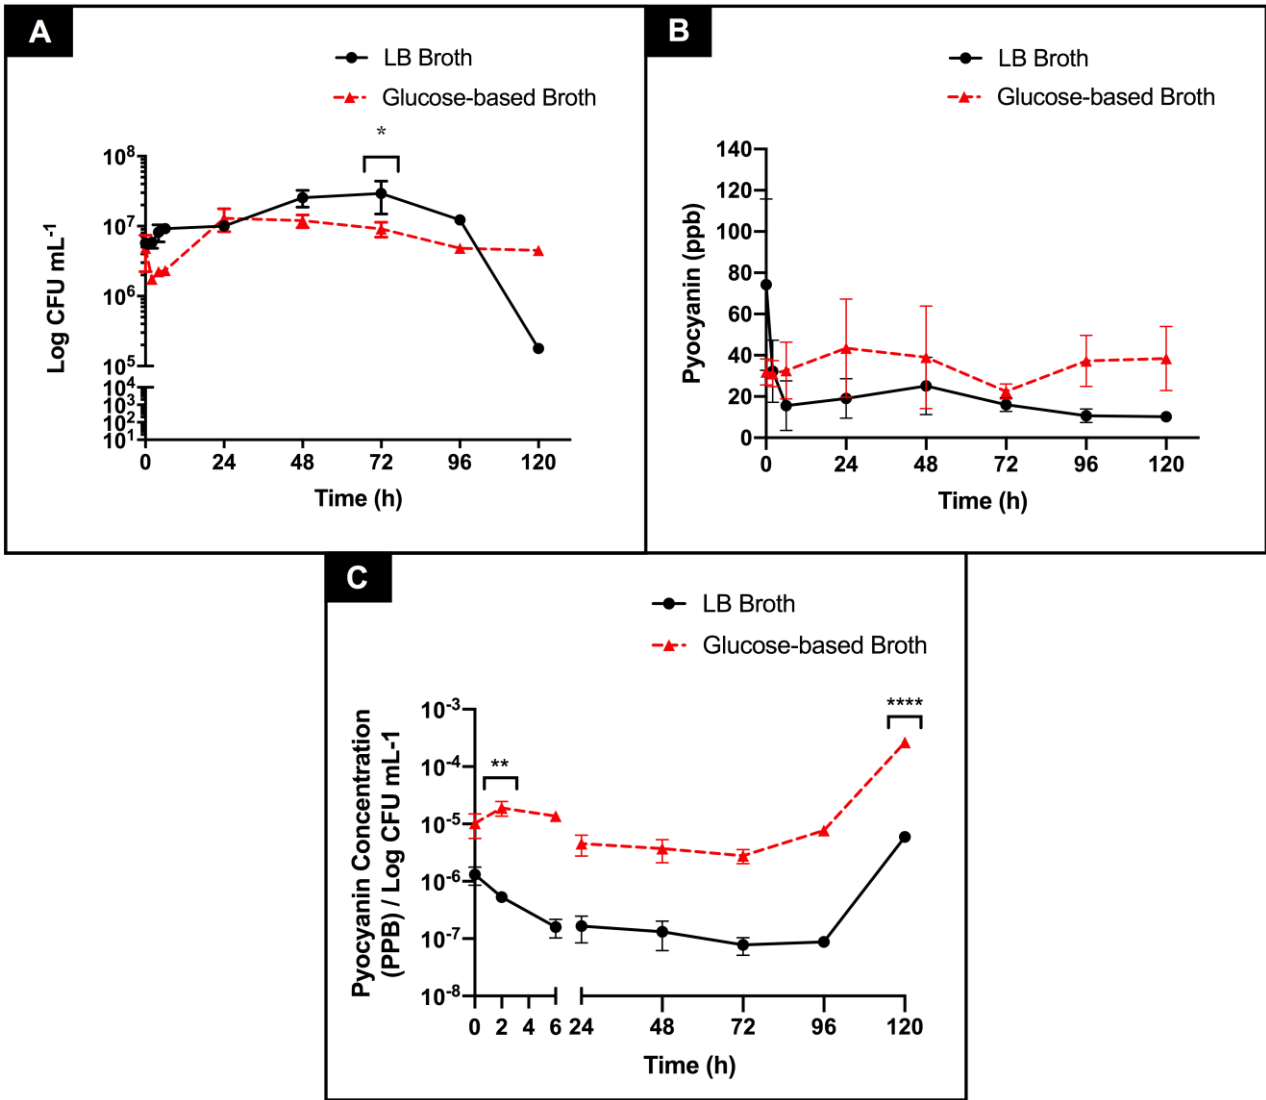 A
LB Broth
Glucose-based Broth
*
10^8
10^7
10^6
10^5
10^4
10^3
10^2
10^1
Log CFU mL^-1
0 24 48 72 96 120
Time (h)
B
LB Broth
Glucose-based Broth
140
120
100
80
60
40
20
0
Pyocyanin (ppb)
0 24 48 72 96 120
Time (h)
C
LB Broth
Glucose-based Broth
**
****
10^-3
10^-4
10^-5
10^-6
10^-7
10^-8
Pyocyanin Concentration
(PPB) / Log CFU mL-1
0 2 4 6 24 48 72 96 120
Time (h)